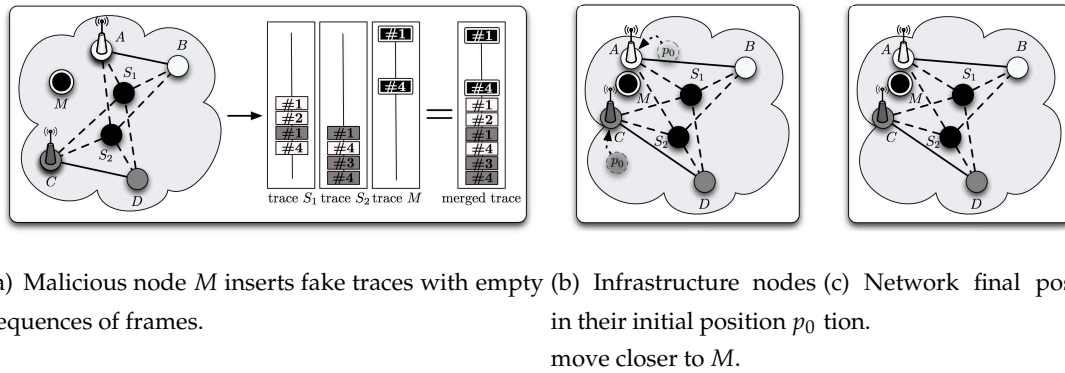 A
B
S1
M
S2
C
D
#1
#2
#1
#4
#1
#4
#3
#4
#1
#4
=
#1
#4
#1
#2
#1
#4
#3
#4
trace S1 trace S2 trace M merged trace
A
p0
B
S1
M
C
S2
p0
D
A
B
S1
M
C
S2
D
) Malicious node M inserts fake traces with empty (b) Infrastructure nodes (c) Network final pos
equences of frames. in their initial position p0 tion.
move closer to M.